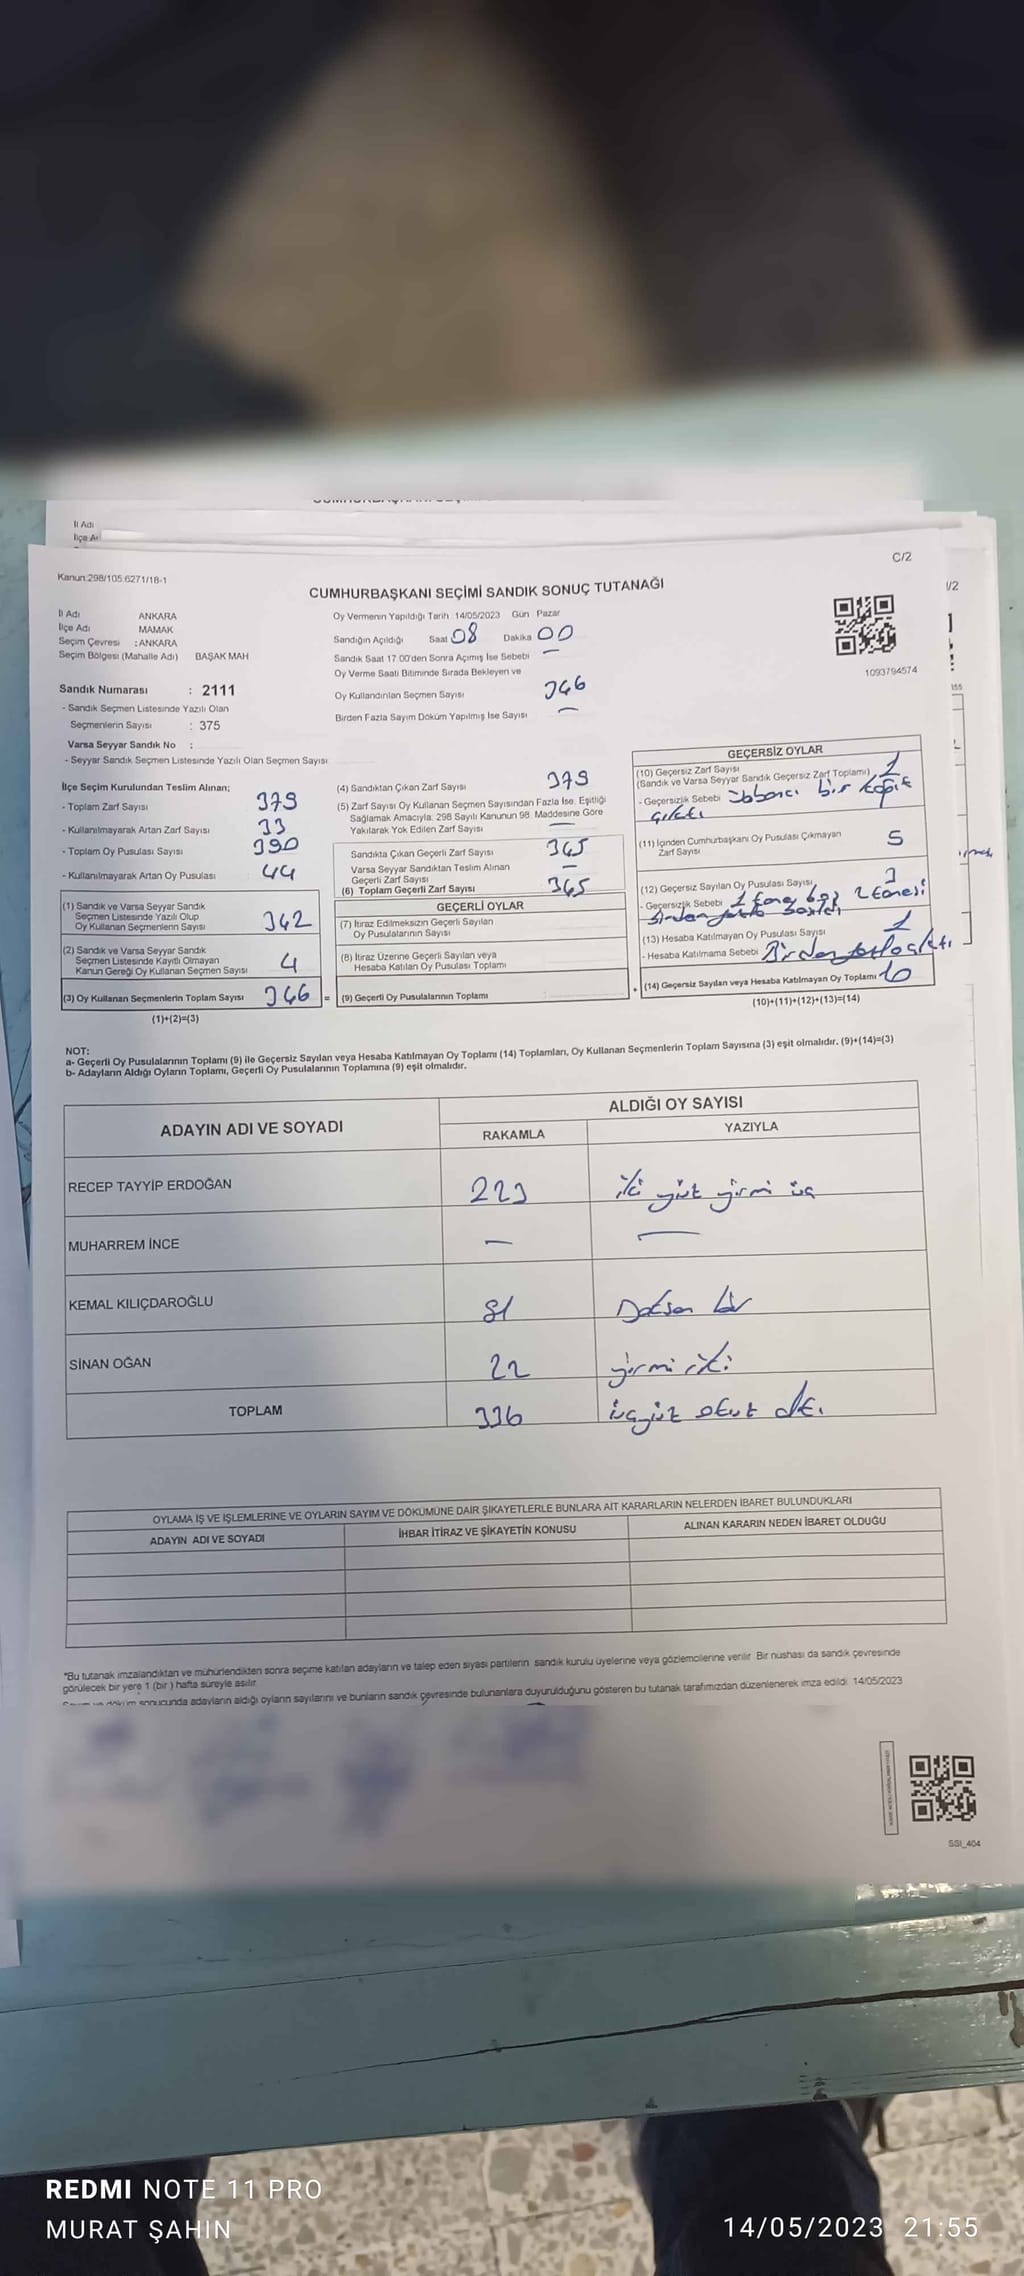 İl Adı
C/2
Kanun:298/105.6271/18-1
CUMHURBAŞKANI SEÇİMİ SANDIK SONUÇ TUTANAĞI
İl Adı ANKARA
İlçe Adı MAMAK
Seçim Çevresi : ANKARA
Seçim Bölgesi (Mahalle Adı) BAŞAK MAH
Sandık Numarası : 2111
- Sandık Seçmen Listesinde Yazılı Olan
Seçmenlerin Sayısı : 375
Varsa Seyyar Sandık No :
- Seyyar Sandık Seçmen Listesinde Yazılı Olan Seçmen Sayısı
Oy Vermenin Yapıldığı Tarih 14/05/2023 Gün Pazar
Sandığın Açıldığı Saat 08 Dakika 00
Sandık Saat 17.00'den Sonra Açımış İse Sebebi —
Oy Verme Saati Bitiminde Sırada Bekleyen ve
Oy Kullandırılan Seçmen Sayısı 346
Birden Fazla Sayım Döküm Yapılmış İse Sayısı —
1093794574
İlçe Seçim Kurulundan Teslim Alınan;
- Toplam Zarf Sayısı 379
- Kullanılmayarak Artan Zarf Sayısı 33
- Toplam Oy Pusulası Sayısı 390
- Kullanılmayarak Artan Oy Pusulası 44
(1) Sandık ve Varsa Seyyar Sandık
Seçmen Listesinde Yazılı Olup
Oy Kullanan Seçmenlerin Sayısı 342
(2) Sandık ve Varsa Seyyar Sandık
Seçmen Listesinde Kayıtlı Olmayan
Kanun Gereği Oy Kullanan Seçmen Sayısı 4
(3) Oy Kullanan Seçmenlerin Toplam Sayısı 346 =
(1)+(2)=(3)
(4) Sandıktan Çıkan Zarf Sayısı 379
(5) Zarf Sayısı Oy Kullanan Seçmen Sayısından Fazla İse, Eşitliği
Sağlamak Amacıyla, 298 Sayılı Kanunun 98. Maddesine Göre
Yakılarak Yok Edilen Zarf Sayısı —
Sandıkta Çıkan Geçerli Zarf Sayısı 345
Varsa Seyyar Sandıktan Teslim Alınan
Geçerli Zarf Sayısı —
(6) Toplam Geçerli Zarf Sayısı 365
GEÇERLİ OYLAR
(7) İtiraz Edilmeksizin Geçerli Sayılan
Oy Pusulalarının Sayısı
(8) İtiraz Üzerine Geçerli Sayılan veya
Hesaba Katılan Oy Pusulası Toplamı
(9) Geçerli Oy Pusulalarının Toplamı +
GEÇERSİZ OYLAR
(10) Geçersiz Zarf Sayısı
(Sandık ve Varsa Seyyar Sandık Geçersiz Zarf Toplamı) 1
- Geçersizlik Sebebi bir
çıktı
(11) İçinden Cumhurbaşkanı Oy Pusulası Çıkmayan
Zarf Sayısı 5
(12) Geçersiz Sayılan Oy Pusulası Sayısı 3
- Geçersizlik Sebebi 1 tane boş 2 tanesi
birden fazla basıldı
(13) Hesaba Katılmayan Oy Pusulası Sayısı 1
- Hesaba Katılmama Sebebi Birden fazla çıktı
(14) Geçersiz Sayılan veya Hesaba Katılmayan Oy Toplamı 10
(10)+(11)+(12)+(13)=(14)
NOT:
a- Geçerli Oy Pusulalarının Toplamı (9) ile Geçersiz Sayılan veya Hesaba Katılmayan Oy Toplamı (14) Toplamları, Oy Kullanan Seçmenlerin Toplam Sayısına (3) eşit olmalıdır. (9)+(14)=(3)
b- Adayların Aldığı Oyların Toplamı, Geçerli Oy Pusulalarının Toplamına (9) eşit olmalıdır.
ADAYIN ADI VE SOYADI ALDIĞI OY SAYISI
RAKAMLA YAZIYLA
RECEP TAYYİP ERDOĞAN 223 iki yüz yirmi üç
MUHARREM İNCE — —
KEMAL KILIÇDAROĞLU 91 Doksan bir
SİNAN OĞAN 22 yirmi iki
TOPLAM 336 üçyüz otuz altı
OYLAMA İŞ VE İŞLEMLERİNE VE OYLARIN SAYIM VE DÖKÜMÜNE DAİR ŞİKAYETLERLE BUNLARA AİT KARARLARIN NELERDEN İBARET BULUNDUKLARI
ADAYIN ADI VE SOYADI İHBAR İTİRAZ VE ŞİKAYETİN KONUSU ALINAN KARARIN NEDEN İBARET OLDUĞU
*Bu tutanak imzalandıktan ve mühürlendikten sonra seçime katılan adayların ve talep eden siyasi partilerin sandık kurulu üyelerine veya gözlemcilerine verilir. Bir nüshası da sandık çevresinde
görülecek bir yere 1 (bir ) hafta süreyle asılır.
Sayım ve döküm sonucunda adayların aldığı oyların sayılarını ve bunların sandık çevresinde bulunanlara duyurulduğunu gösteren bu tutanak tarafımızdan düzenlenerek imza edildi. 14/05/2023
SSI_404
REDMI NOTE 11 PRO
MURAT ŞAHIN
14/05/2023 21:55